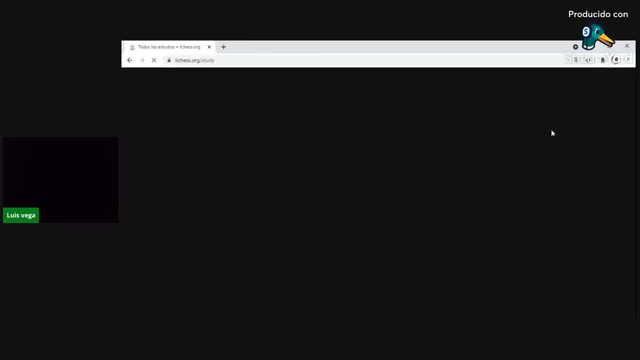 Producido con
Todos los estudios • lichess.org
lichess.org/study
Luis vega